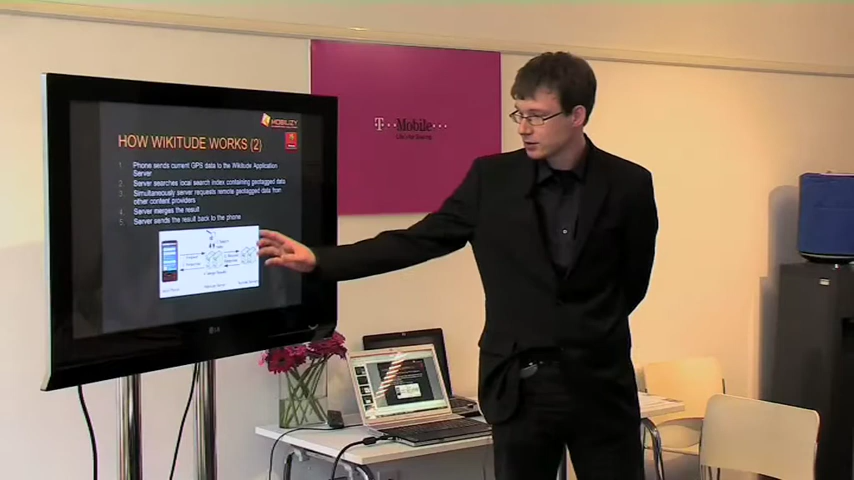 MOBILIZY
HOW WIKITUDE WORKS (2)
1. Phone sends current GPS data to the Wikitude Application
Server
2. Server searches local search index containing geotagged data
3. Simultaneously server requests remote geotagged data from
other content providers
4. Server merges the result
5. Server sends the result back to the phone
LG
T Mobile